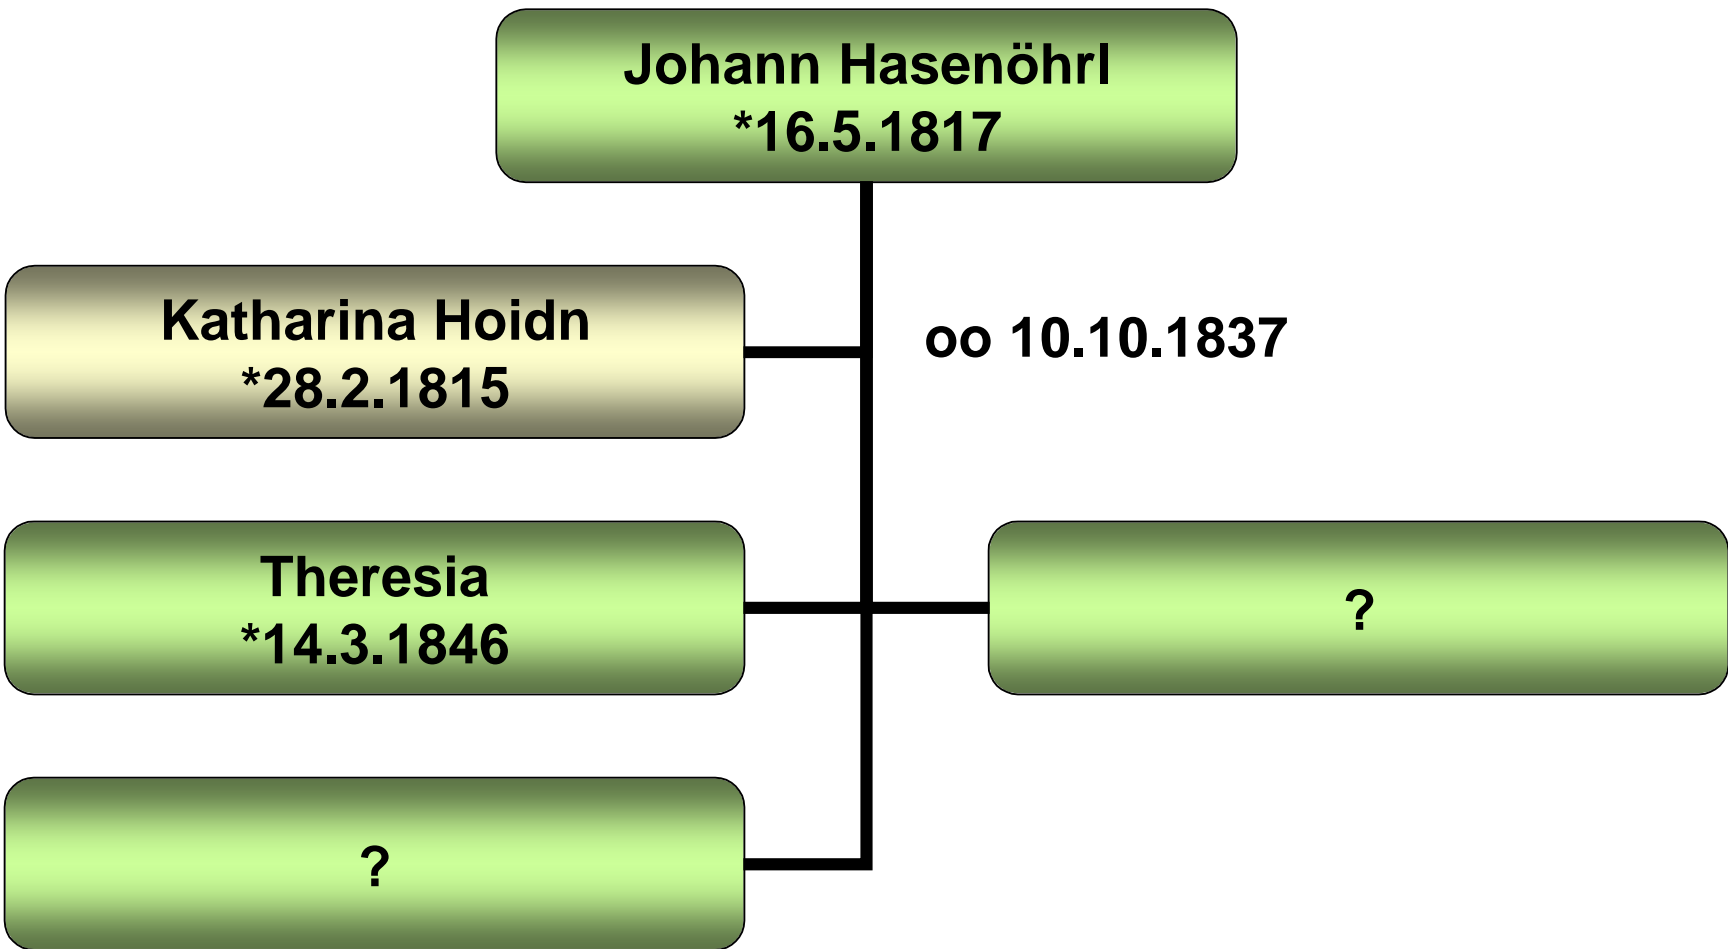 Johann Hasenöhrl
*16.5.1817
Katharina Hoidn
*28.2.1815
oo 10.10.1837
Theresia
*14.3.1846
?
?